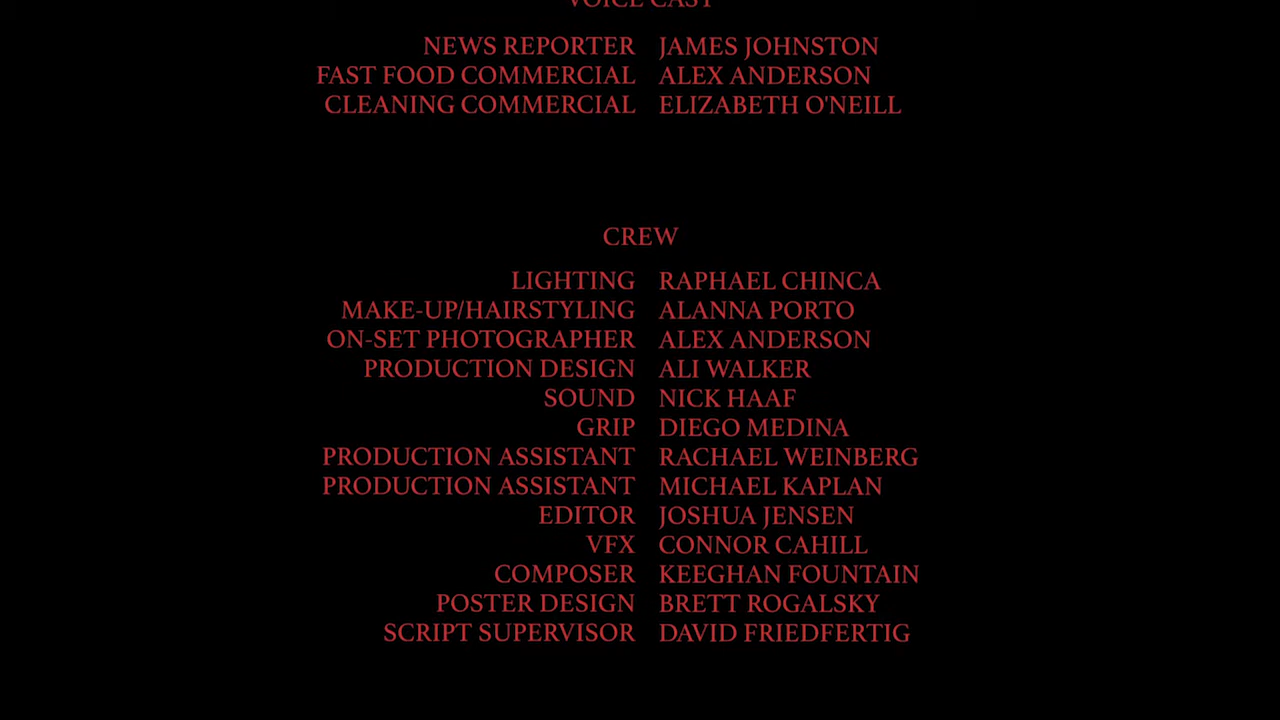 VOICE CAST
NEWS REPORTER JAMES JOHNSTON
FAST FOOD COMMERCIAL ALEX ANDERSON
CLEANING COMMERCIAL ELIZABETH O'NEILL
CREW
LIGHTING RAPHAEL CHINCA
MAKE-UP/HAIRSTYLING ALANNA PORTO
ON-SET PHOTOGRAPHER ALEX ANDERSON
PRODUCTION DESIGN ALI WALKER
SOUND NICK HAAF
GRIP DIEGO MEDINA
PRODUCTION ASSISTANT RACHAEL WEINBERG
PRODUCTION ASSISTANT MICHAEL KAPLAN
EDITOR JOSHUA JENSEN
VFX CONNOR CAHILL
COMPOSER KEEGHAN FOUNTAIN
POSTER DESIGN BRETT ROGALSKY
SCRIPT SUPERVISOR DAVID FRIEDFERTIG